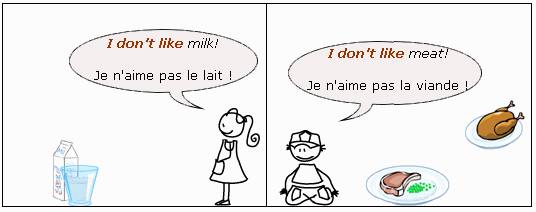 I don't like milk!
Je n'aime pas le lait !
I don't like meat!
Je n'aime pas la viande !